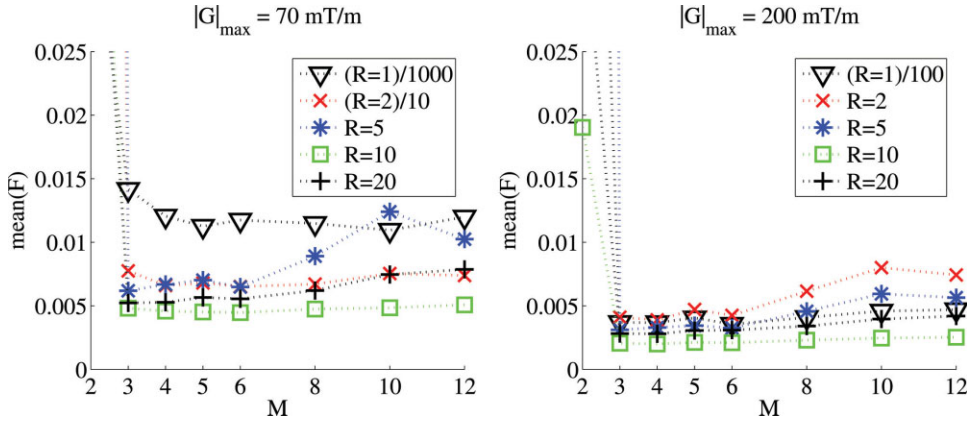 |G|max = 70 mT/m
0.025
0.02
0.015
0.01
0.005
0
mean(F)
(R=1)/1000
(R=2)/10
R=5
R=10
R=20
2 3 4 5 6 8 10 12
M
|G|max = 200 mT/m
0.025
0.02
0.015
0.01
0.005
0
mean(F)
(R=1)/100
R=2
R=5
R=10
R=20
2 3 4 5 6 8 10 12
M